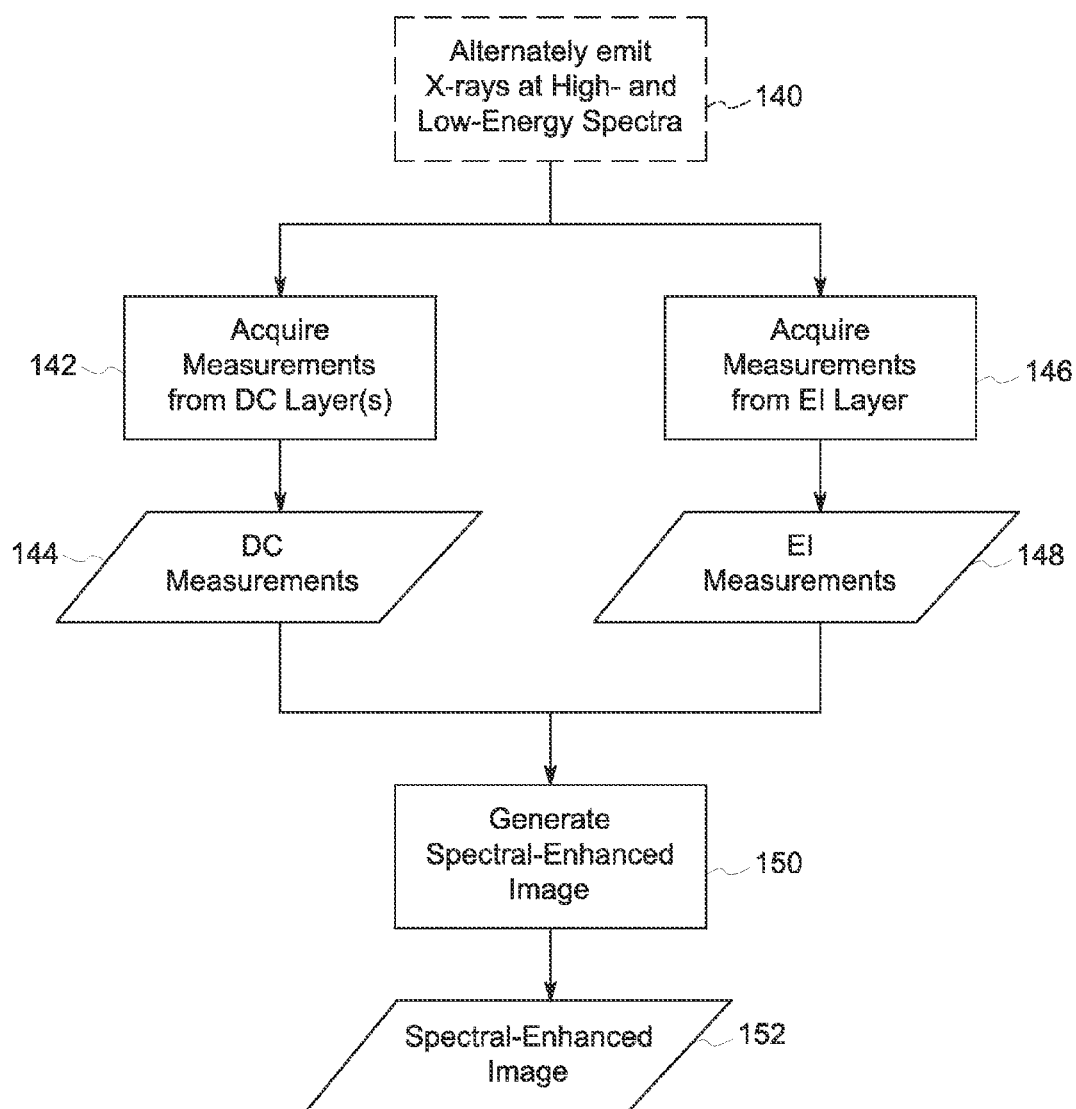 Alternately emit
X-rays at High- and
Low-Energy Spectra
140
Acquire
Measurements
from DC Layer(s)
142
Acquire
Measurements
from EI Layer
146
DC
Measurements
144
EI
Measurements
148
Generate
Spectral-Enhanced
Image
150
Spectral-Enhanced
Image
152